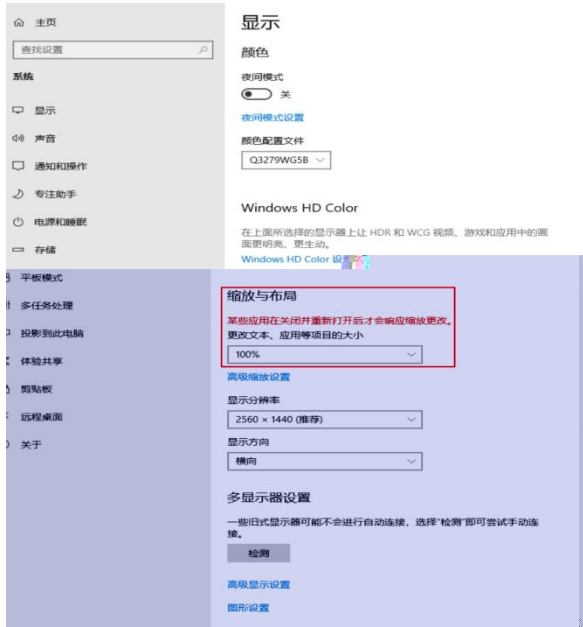 主页
查找设置
系统
显示
声音
通知和操作
专注助手
电源和睡眠
存储
平板模式
多任务处理
投影到此电脑
体验共享
剪贴板
远程桌面
关于
显示
颜色
夜间模式
关
夜间模式设置
颜色配置文件
Q3279WG5B
Windows HD Color
在上面所选择的显示器上让 HDR 和 WCG 视频、游戏和应用中的画
面更明亮、更生动。
Windows HD Color 设
缩放与布局
某些应用在关闭并重新打开后才会响应缩放更改。
更改文本、应用等项目的大小
100%
高级缩放设置
显示分辨率
2560 × 1440 (推荐)
显示方向
横向
多显示器设置
一些旧式显示器可能不会进行自动连接，选择"检测"即可尝试手动连
接。
检测
高级显示设置
图形设置